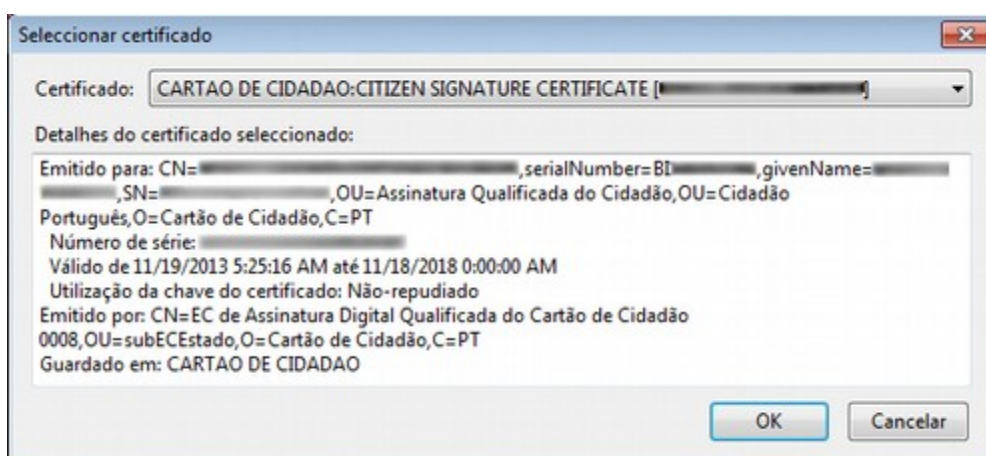 Seleccionar certificado
Certificado: CARTAO DE CIDADAO:CITIZEN SIGNATURE CERTIFICATE [ ]
Detalhes do certificado seleccionado:
Emitido para: CN= ,serialNumber=BI ,givenName=
,SN= ,OU=Assinatura Qualificada do Cidadão,OU=Cidadão
Português,O=Cartão de Cidadão,C=PT
Número de série:
Válido de 11/19/2013 5:25:16 AM até 11/18/2018 0:00:00 AM
Utilização da chave do certificado: Não-repudiado
Emitido por: CN=EC de Assinatura Digital Qualificada do Cartão de Cidadão
0008,OU=subECEstado,O=Cartão de Cidadão,C=PT
Guardado em: CARTAO DE CIDADAO
OK Cancelar